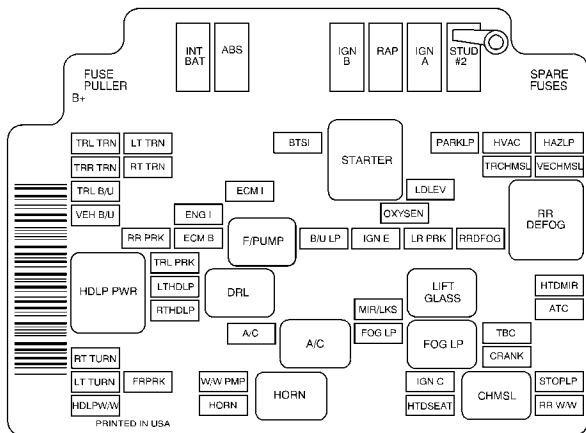 INT BAT
ABS
IGN B
RAP
IGN A
STUD #2
FUSE PULLER
B+
SPARE FUSES
TRL TRN
LT TRN
BTSI
STARTER
PARKLP
HVAC
HAZLP
TRR TRN
RT TRN
TRCHMSL
VECHMSL
TRL B/U
ECM I
LDLEV
RR DEFOG
VEH B/U
ENG I
OXYSEN
RR PRK
ECM B
F/PUMP
B/U LP
IGN E
LR PRK
RRDFOG
HDLP PWR
TRL PRK
LTHDLP
RTHDLP
DRL
LIFT GLASS
HTDMIR
ATC
MIR/LKS
A/C
A/C
FOG LP
FOG LP
TBC
CRANK
RT TURN
LT TURN
FRPRK
W/W PMP
HORN
IGN C
CHMSL
STOPLP
HDLPW/W
HORN
HTDSEAT
RR W/W
PRINTED IN USA